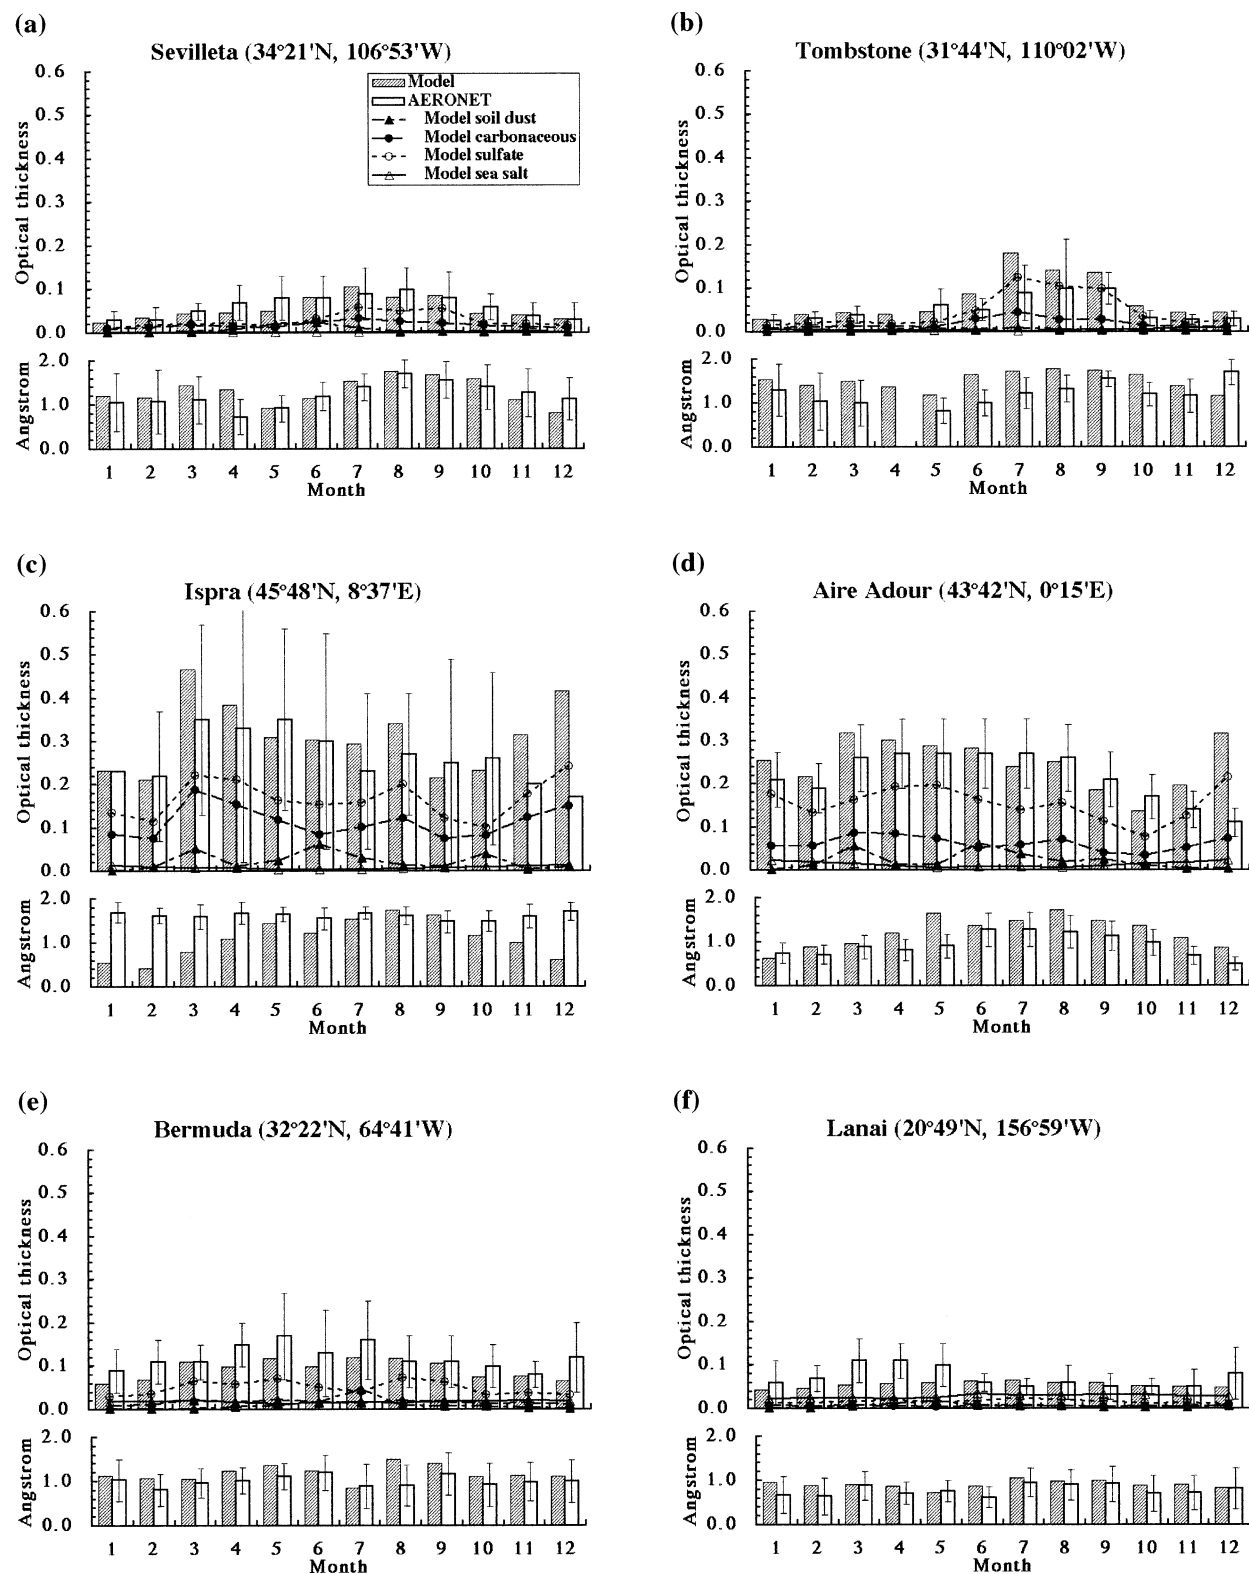 (a)
Sevilleta (34°21'N, 106°53'W)
Optical thickness
0.6
0.5
0.4
0.3
0.2
0.1
0.0
Model
AERONET
Model soil dust
Model carbonaceous
Model sulfate
Model sea salt
Angstrom
2.0
1.0
0.0
1 2 3 4 5 6 7 8 9 10 11 12
Month
(b)
Tombstone (31°44'N, 110°02'W)
Optical thickness
0.6
0.5
0.4
0.3
0.2
0.1
0.0
Angstrom
2.0
1.0
0.0
1 2 3 4 5 6 7 8 9 10 11 12
Month
(c)
Ispra (45°48'N, 8°37'E)
Optical thickness
0.6
0.5
0.4
0.3
0.2
0.1
0.0
Angstrom
2.0
1.0
0.0
1 2 3 4 5 6 7 8 9 10 11 12
Month
(d)
Aire Adour (43°42'N, 0°15'E)
Optical thickness
0.6
0.5
0.4
0.3
0.2
0.1
0.0
Angstrom
2.0
1.0
0.0
1 2 3 4 5 6 7 8 9 10 11 12
Month
(e)
Bermuda (32°22'N, 64°41'W)
Optical thickness
0.6
0.5
0.4
0.3
0.2
0.1
0.0
Angstrom
2.0
1.0
0.0
1 2 3 4 5 6 7 8 9 10 11 12
Month
(f)
Lanai (20°49'N, 156°59'W)
Optical thickness
0.6
0.5
0.4
0.3
0.2
0.1
0.0
Angstrom
2.0
1.0
0.0
1 2 3 4 5 6 7 8 9 10 11 12
Month